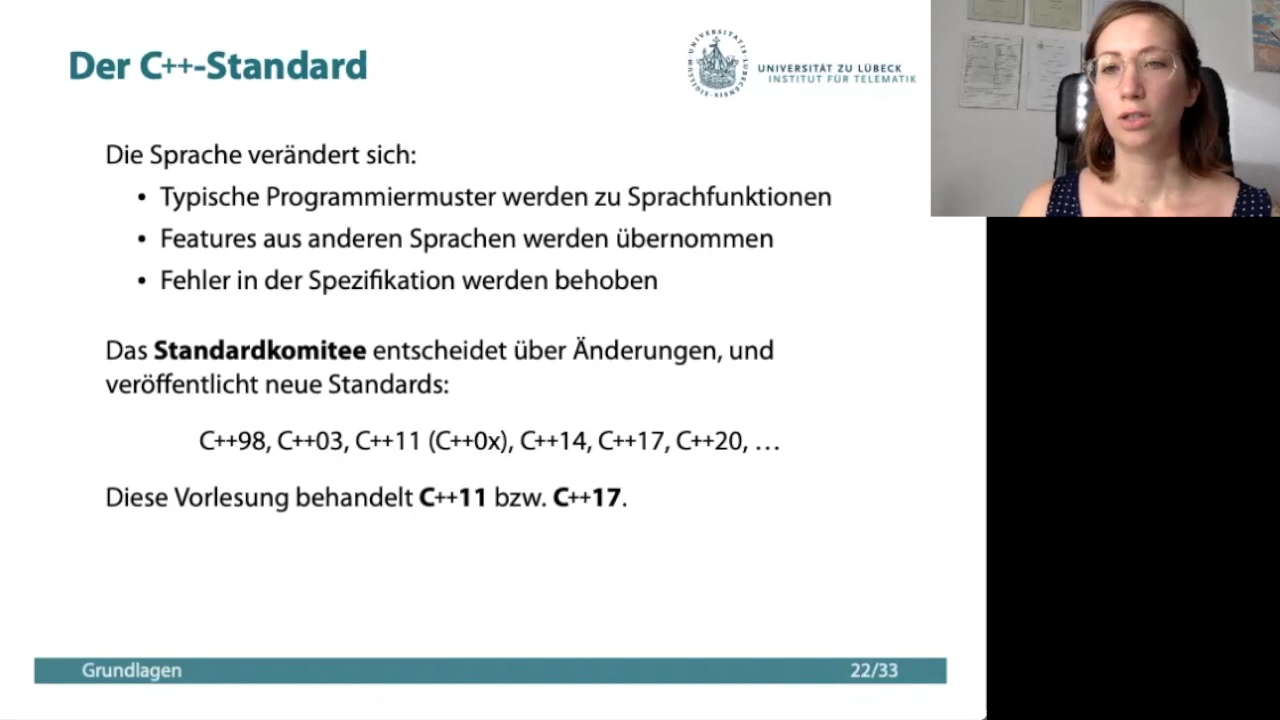 Der C++-Standard
UNIVERSITÄT ZU LÜBECK
INSTITUT FÜR TELEMATIK
Die Sprache verändert sich:
• Typische Programmiermuster werden zu Sprachfunktionen
• Features aus anderen Sprachen werden übernommen
• Fehler in der Spezifikation werden behoben
Das Standardkomitee entscheidet über Änderungen, und
veröffentlicht neue Standards:
C++98, C++03, C++11 (C++0x), C++14, C++17, C++20, …
Diese Vorlesung behandelt C++11 bzw. C++17.
Grundlagen
22/33